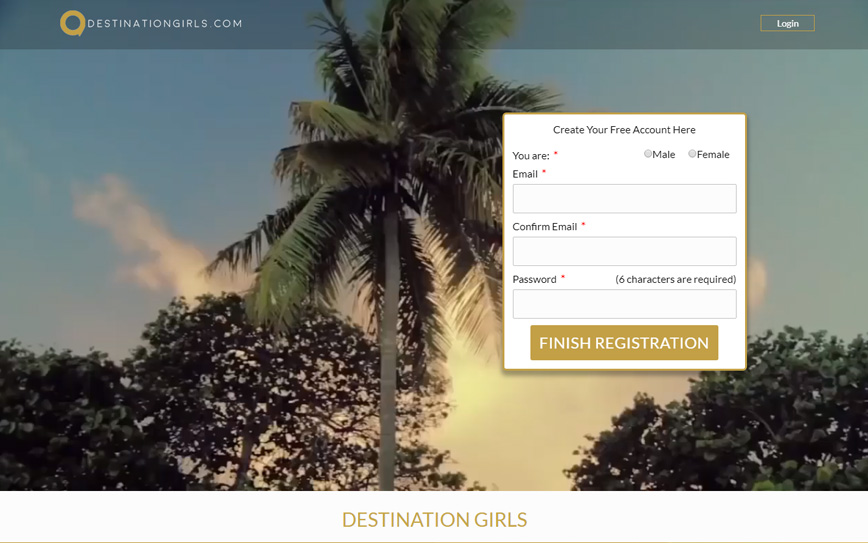 DESTINATIONGIRLS.COM
Login
Create Your Free Account Here
You are: * Male Female
Email *
Confirm Email *
Password * (6 characters are required)
FINISH REGISTRATION
DESTINATION GIRLS